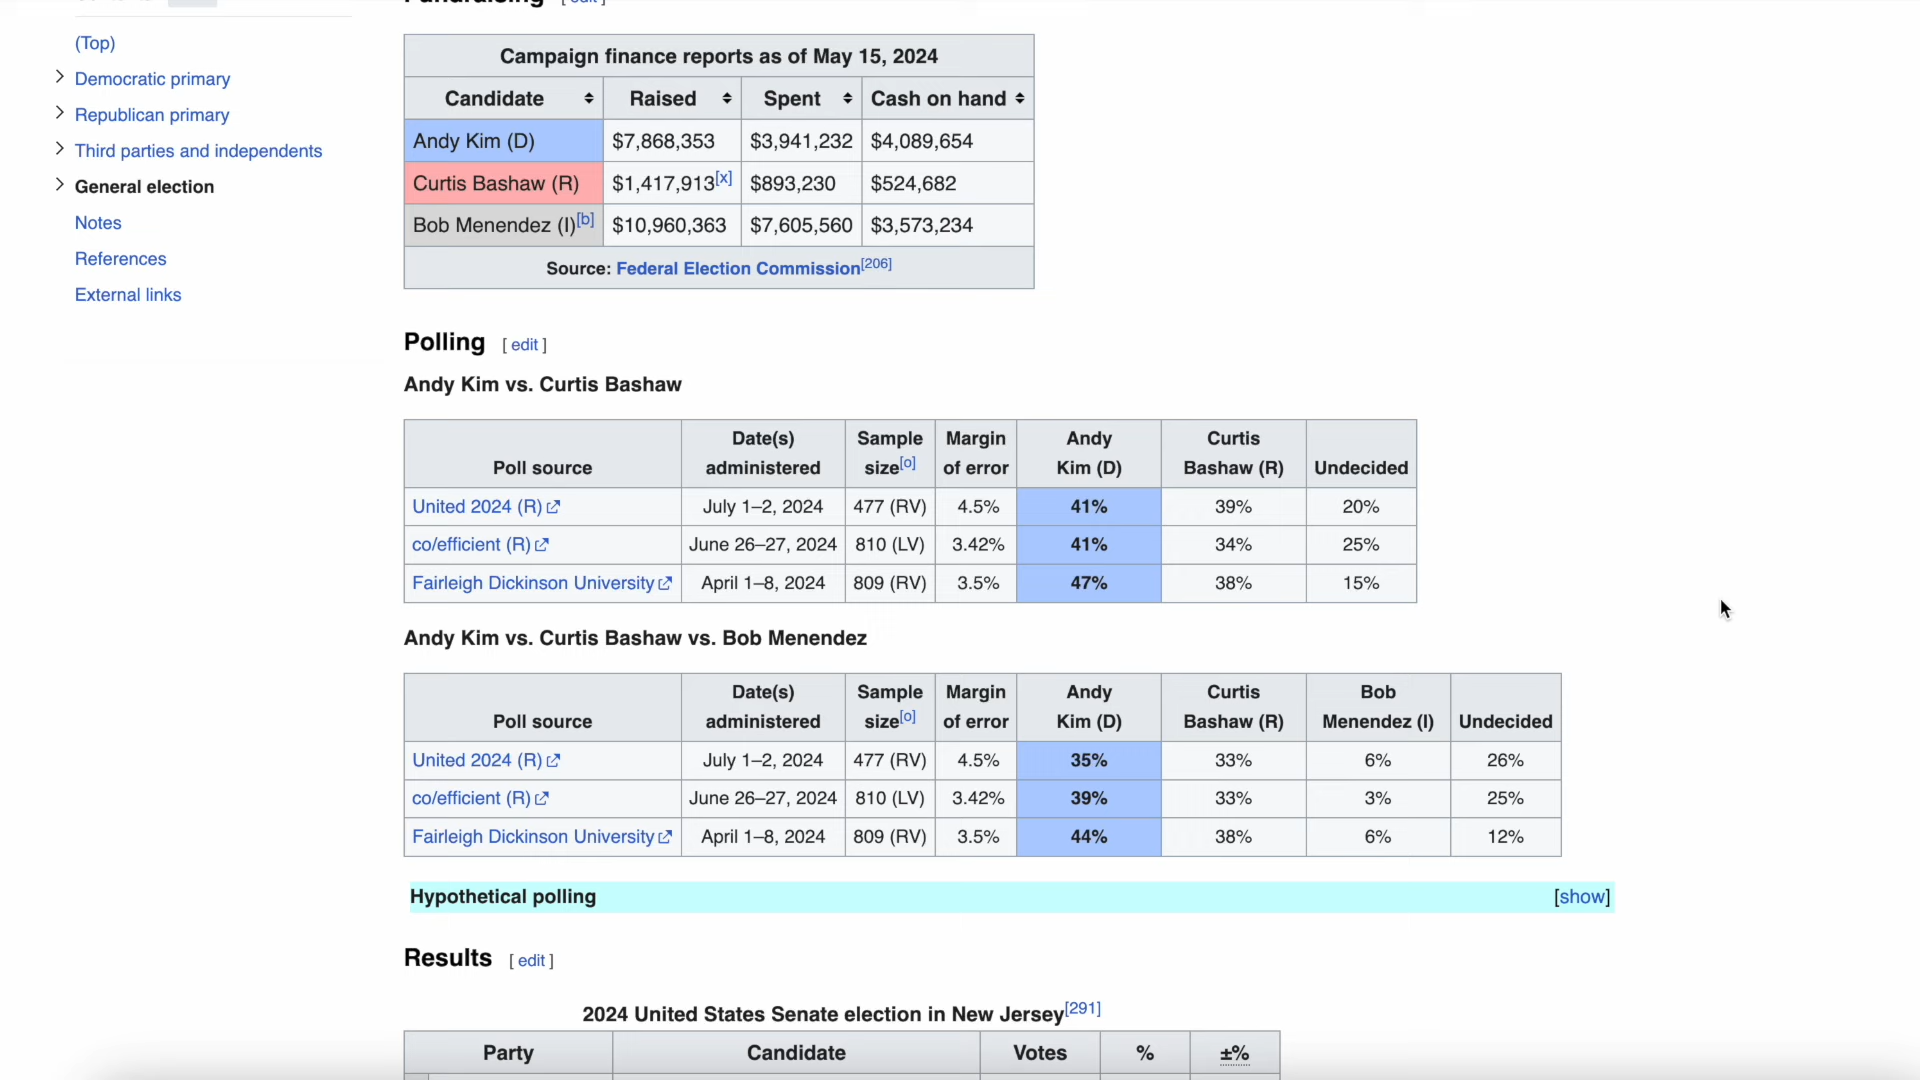 Fundraising [ edit ]
(Top)
Democratic primary
Republican primary
Third parties and independents
General election
Notes
References
External links
Campaign finance reports as of May 15, 2024
Candidate Raised Spent Cash on hand
Andy Kim (D) $7,868,353 $3,941,232 $4,089,654
Curtis Bashaw (R) $1,417,913[x] $893,230 $524,682
Bob Menendez (I)[b] $10,960,363 $7,605,560 $3,573,234
Source: Federal Election Commission[206]
Polling [ edit ]
Andy Kim vs. Curtis Bashaw
Poll source Date(s) administered Sample size[o] Margin of error Andy Kim (D) Curtis Bashaw (R) Undecided
United 2024 (R) July 1–2, 2024 477 (RV) 4.5% 41% 39% 20%
co/efficient (R) June 26–27, 2024 810 (LV) 3.42% 41% 34% 25%
Fairleigh Dickinson University April 1–8, 2024 809 (RV) 3.5% 47% 38% 15%
Andy Kim vs. Curtis Bashaw vs. Bob Menendez
Poll source Date(s) administered Sample size[o] Margin of error Andy Kim (D) Curtis Bashaw (R) Bob Menendez (I) Undecided
United 2024 (R) July 1–2, 2024 477 (RV) 4.5% 35% 33% 6% 26%
co/efficient (R) June 26–27, 2024 810 (LV) 3.42% 39% 33% 3% 25%
Fairleigh Dickinson University April 1–8, 2024 809 (RV) 3.5% 44% 38% 6% 12%
Hypothetical polling [show]
Results [ edit ]
2024 United States Senate election in New Jersey[291]
Party Candidate Votes % ±%